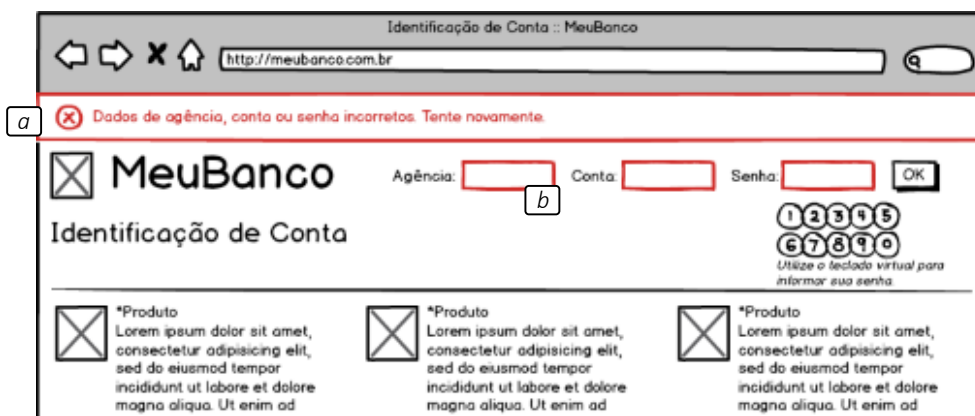 Identificação de Conta :: MeuBanco
http://meubanco.com.br
a
Dados de agência, conta ou senha incorretos. Tente novamente.
MeuBanco
Agência:
Conta:
Senha:
OK
b
Identificação de Conta
1 2 3 4 5
6 7 8 9 0
Utilize o teclado virtual para
informar sua senha.
*Produto
Lorem ipsum dolor sit amet,
consectetur adipisicing elit,
sed do eiusmod tempor
incididunt ut labore et dolore
magna aliqua. Ut enim ad
*Produto
Lorem ipsum dolor sit amet,
consectetur adipisicing elit,
sed do eiusmod tempor
incididunt ut labore et dolore
magna aliqua. Ut enim ad
*Produto
Lorem ipsum dolor sit amet,
consectetur adipisicing elit,
sed do eiusmod tempor
incididunt ut labore et dolore
magna aliqua. Ut enim ad